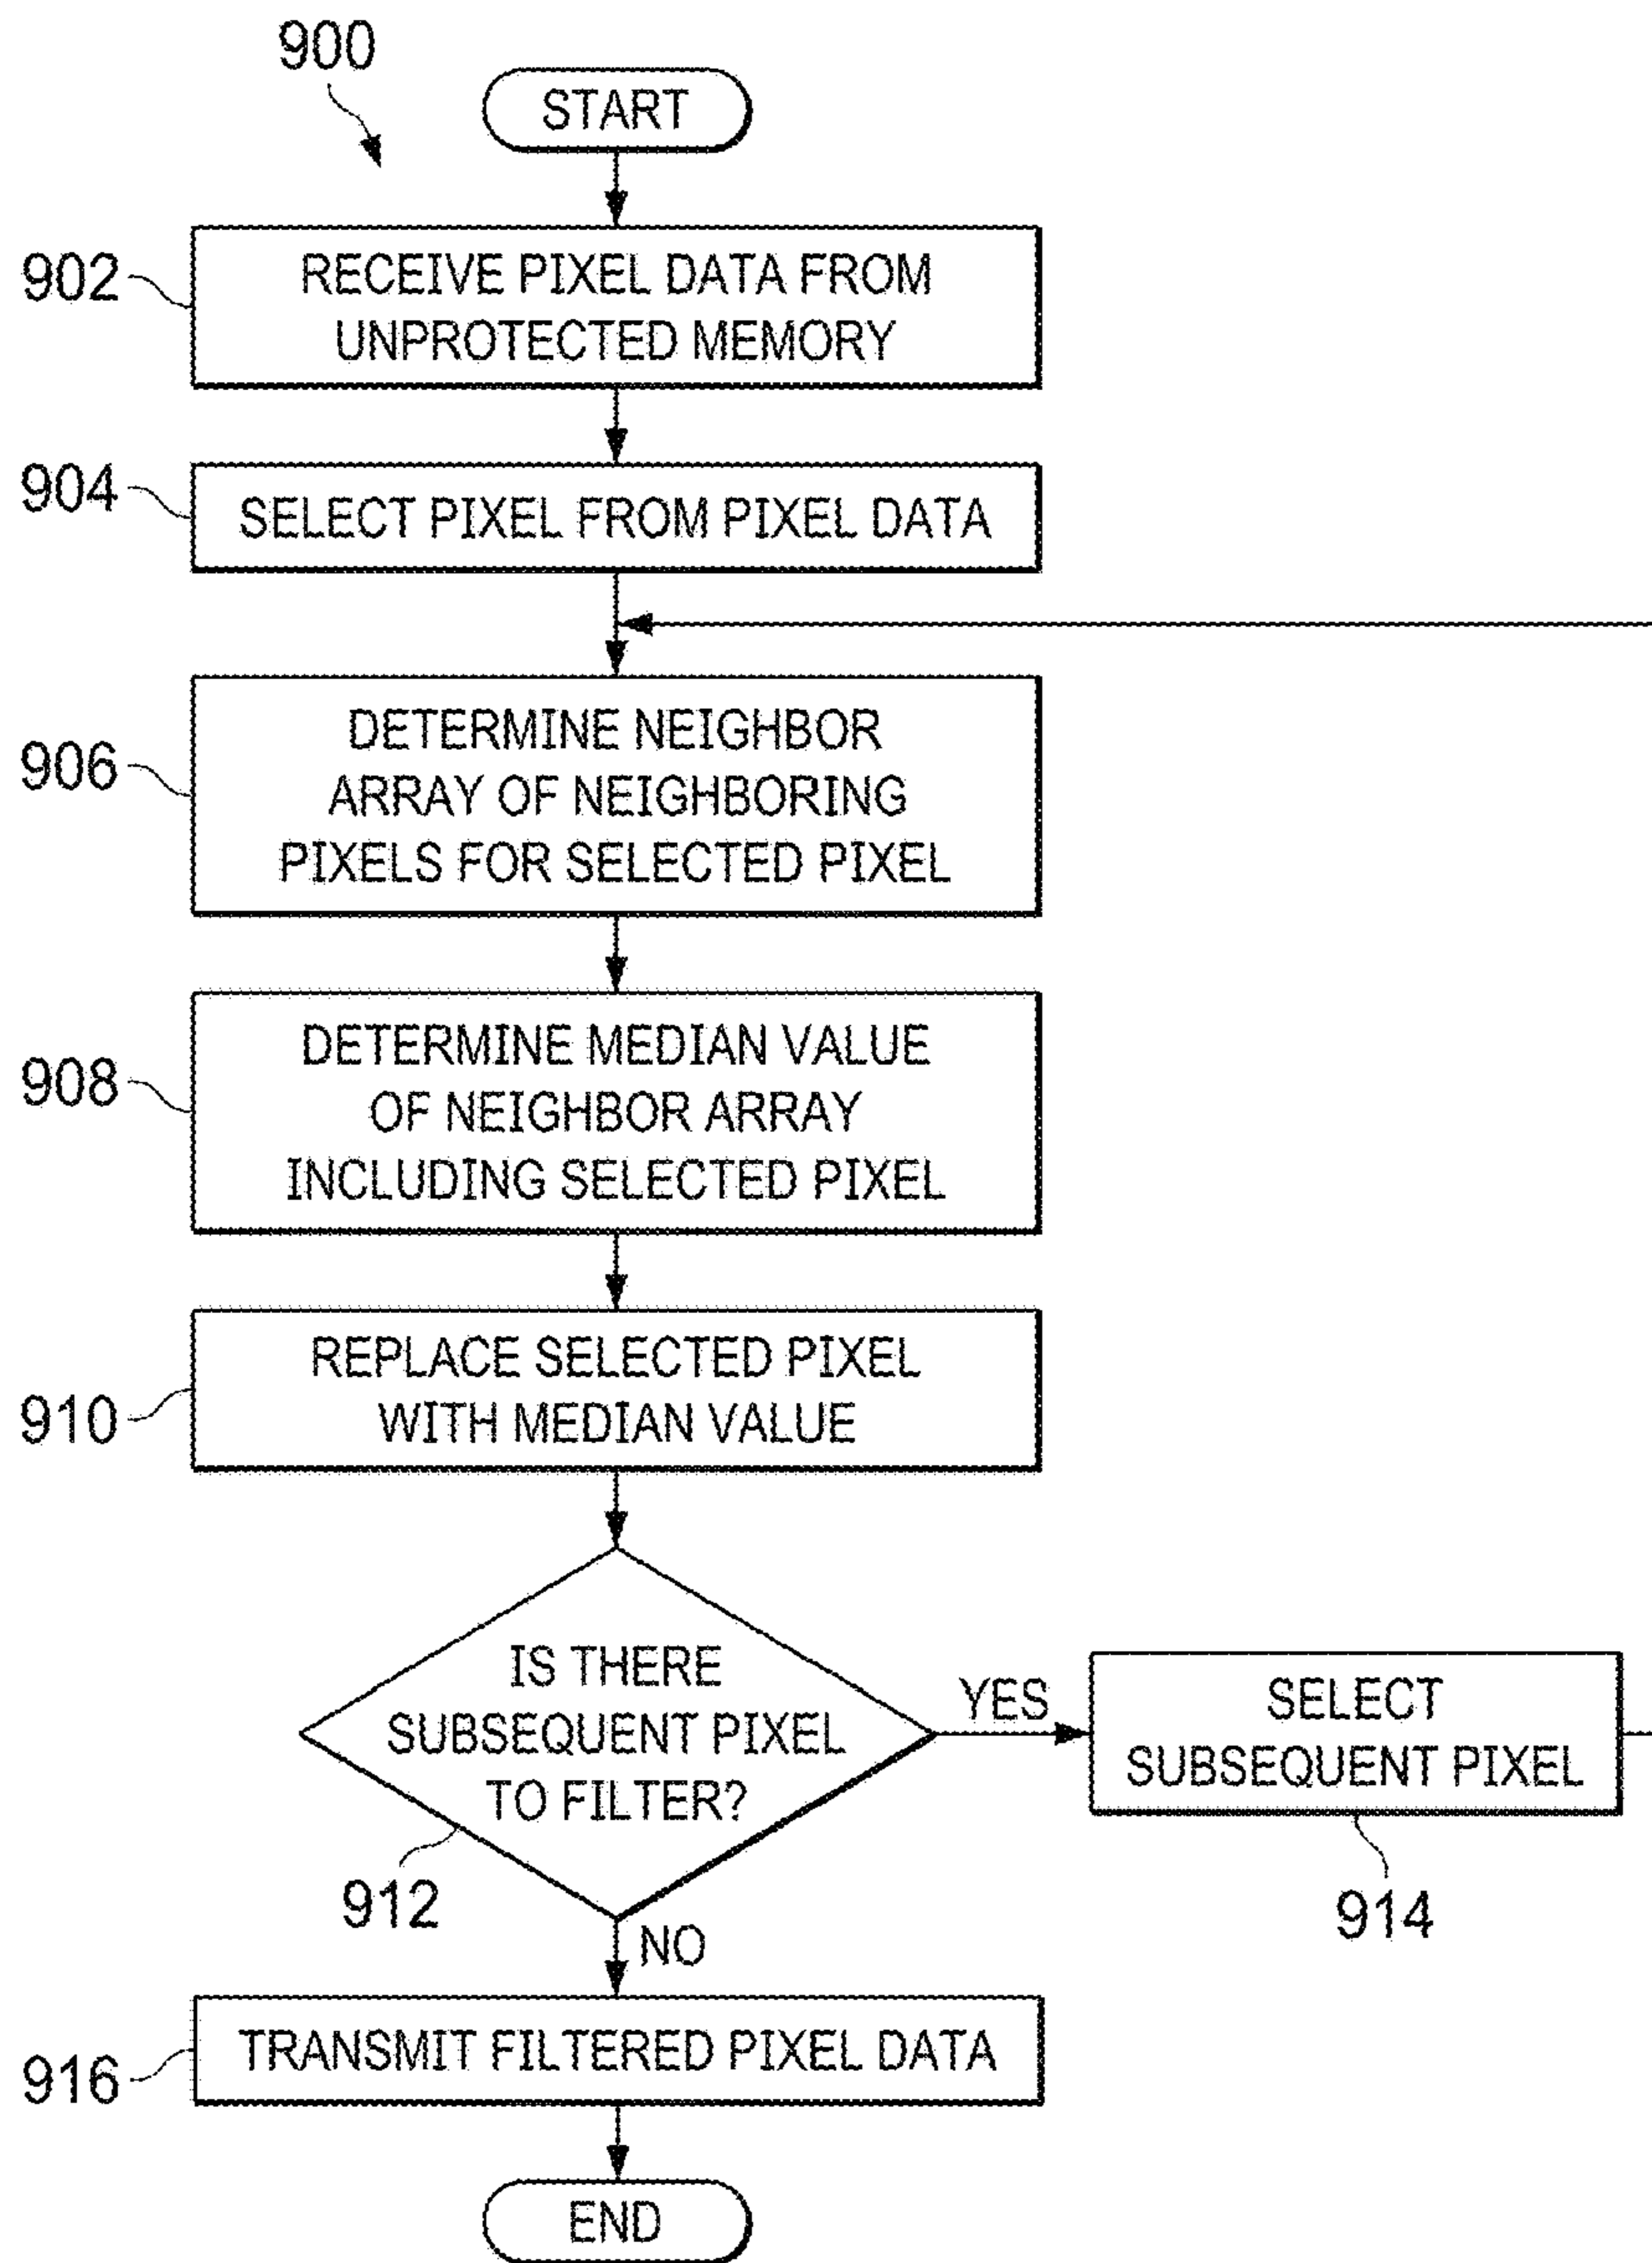 900
START
902
RECEIVE PIXEL DATA FROM
UNPROTECTED MEMORY
904
SELECT PIXEL FROM PIXEL DATA
906
DETERMINE NEIGHBOR
ARRAY OF NEIGHBORING
PIXELS FOR SELECTED PIXEL
908
DETERMINE MEDIAN VALUE
OF NEIGHBOR ARRAY
INCLUDING SELECTED PIXEL
910
REPLACE SELECTED PIXEL
WITH MEDIAN VALUE
IS THERE
SUBSEQUENT PIXEL
TO FILTER?
912
YES
SELECT
SUBSEQUENT PIXEL
914
NO
916
TRANSMIT FILTERED PIXEL DATA
END